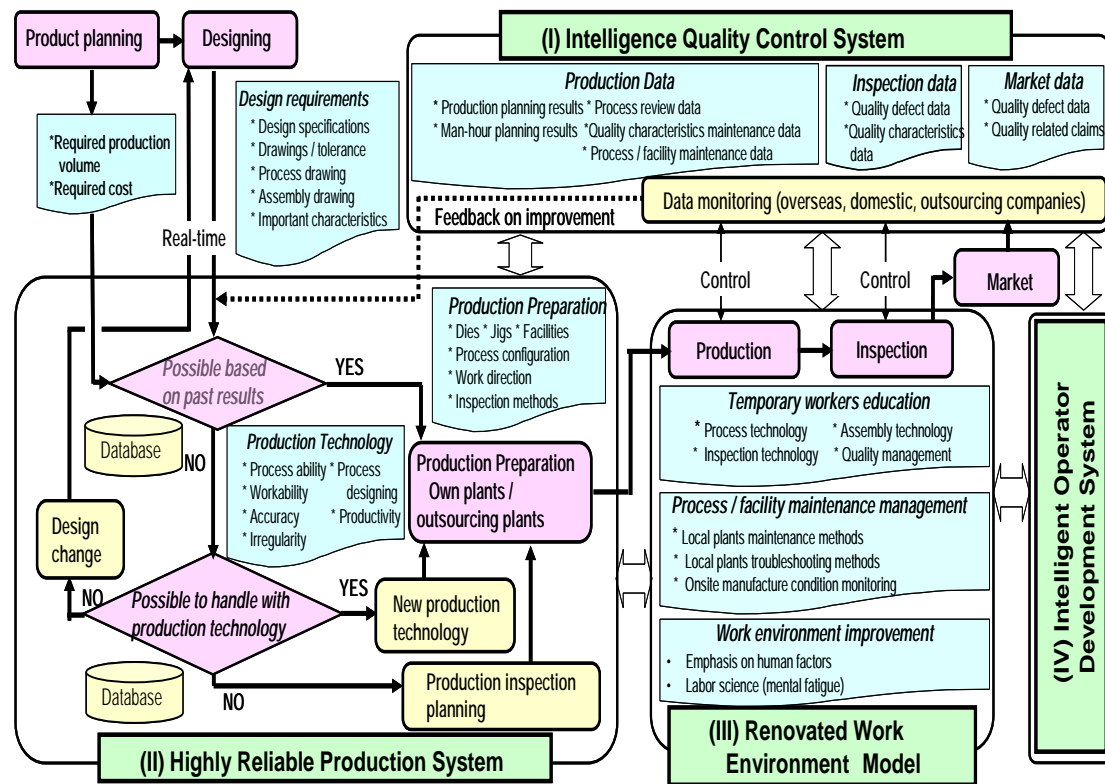 Product planning
Designing
(I) Intelligence Quality Control System
Production Data
* Production planning results * Process review data
* Man-hour planning results *Quality characteristics maintenance data
* Process / facility maintenance data
Inspection data
* Quality defect data
*Quality characteristics
data
Market data
* Quality defect data
* Quality related claims
Data monitoring (overseas, domestic, outsourcing companies)
Feedback on improvement
Design requirements
* Design specifications
* Drawings / tolerance
* Process drawing
* Assembly drawing
* Important characteristics
*Required production
volume
*Required cost
Real-time
Control
Control
Market
Production Preparation
* Dies * Jigs * Facilities
* Process configuration
* Work direction
* Inspection methods
Production
Inspection
Possible based
on past results
YES
NO
Database
Production Technology
* Process ability * Process
* Workability designing
* Accuracy * Productivity
* Irregularity
Production Preparation
Own plants /
outsourcing plants
Temporary workers education
* Process technology * Assembly technology
* Inspection technology * Quality management
Process / facility maintenance management
* Local plants maintenance methods
* Local plants troubleshooting methods
* Onsite manufacture condition monitoring
Work environment improvement
• Emphasis on human factors
• Labor science (mental fatigue)
Design
change
NO
Possible to handle with
production technology
YES
New production
technology
Database
NO
Production inspection
planning
(II) Highly Reliable Production System
(III) Renovated Work
Environment Model
(IV) Intelligent Operator
Development System